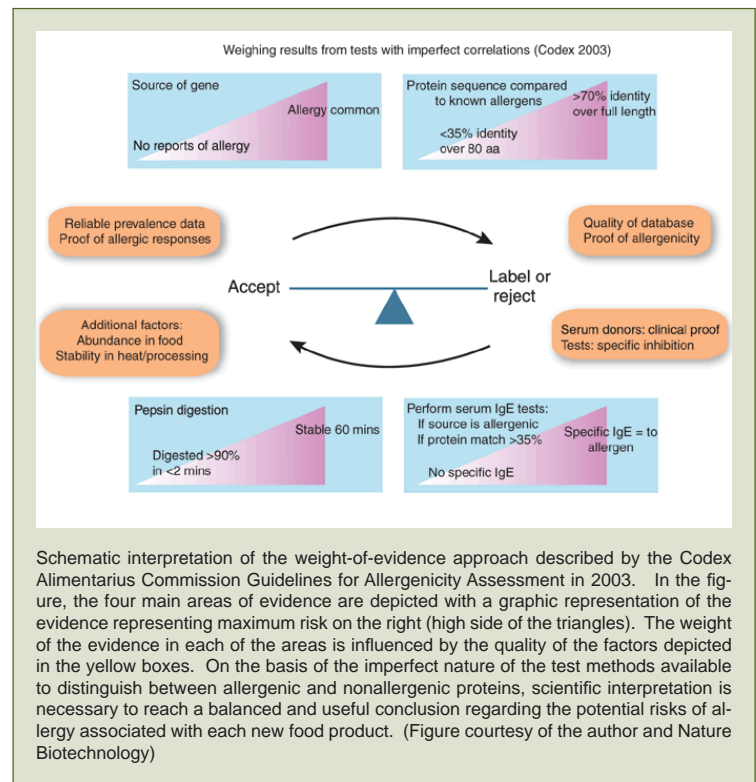 Weighing results from tests with imperfect correlations (Codex 2003)
Source of gene
Allergy common
No reports of allergy
Protein sequence compared
to known allergens
>70% identity
over full length
<35% identity
over 80 aa
Reliable prevalence data
Proof of allergic responses
Quality of database
Proof of allergenicity
Accept
Label or
reject
Additional factors:
Abundance in food
Stability in heat/processing
Serum donors: clinical proof
Tests: specific inhibition
Pepsin digestion
Stable 60 mins
Digested >90%
in <2 mins
Perform serum IgE tests:
If source is allergenic
If protein match >35%
Specific IgE = to
allergen
No specific IgE
Schematic interpretation of the weight-of-evidence approach described by the Codex
Alimentarius Commission Guidelines for Allergenicity Assessment in 2003. In the fig-
ure, the four main areas of evidence are depicted with a graphic representation of the
evidence representing maximum risk on the right (high side of the triangles). The weight
of the evidence in each of the areas is influenced by the quality of the factors depicted
in the yellow boxes. On the basis of the imperfect nature of the test methods available
to distinguish between allergenic and nonallergenic proteins, scientific interpretation is
necessary to reach a balanced and useful conclusion regarding the potential risks of al-
lergy associated with each new food product. (Figure courtesy of the author and Nature
Biotechnology)